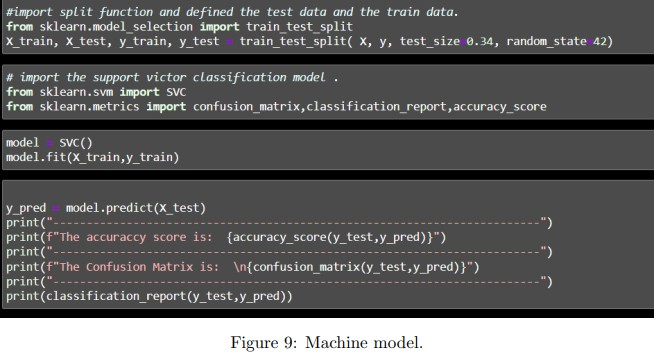 #import split function and defined the test data and the train data.
from sklearn.model_selection import train_test_split
X_train, X_test, y_train, y_test = train_test_split( X, y, test_size=0.34, random_state=42)
# import the support victor classification model .
from sklearn.svm import SVC
from sklearn.metrics import confusion_matrix,classification_report,accuracy_score
model = SVC()
model.fit(X_train,y_train)
y_pred = model.predict(X_test)
print("-------------------------------------------------------------------------")
print(f"The accuraccy score is:  {accuracy_score(y_test,y_pred)}")
print("-------------------------------------------------------------------------")
print(f"The Confusion Matrix is:  \n{confusion_matrix(y_test,y_pred)}")
print("-------------------------------------------------------------------------")
print(classification_report(y_test,y_pred))
Figure 9: Machine model.